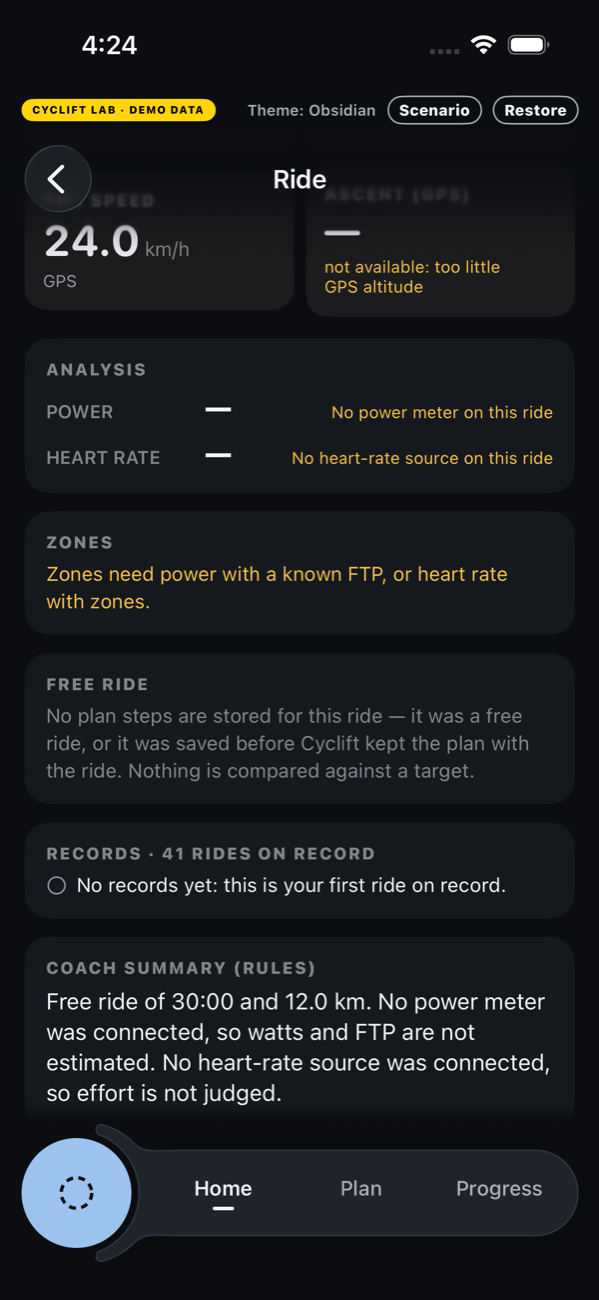 4:24
CYCLIFT LAB · DEMO DATA
Theme: Obsidian
Scenario
Restore
Ride
SPEED
ASCENT (GPS)
24.0 km/h
GPS
—
not available: too little
GPS altitude
ANALYSIS
POWER — No power meter on this ride
HEART RATE — No heart-rate source on this ride
ZONES
Zones need power with a known FTP, or heart rate
with zones.
FREE RIDE
No plan steps are stored for this ride — it was a free
ride, or it was saved before Cyclift kept the plan with
the ride. Nothing is compared against a target.
RECORDS · 41 RIDES ON RECORD
No records yet: this is your first ride on record.
COACH SUMMARY (RULES)
Free ride of 30:00 and 12.0 km. No power meter
was connected, so watts and FTP are not
estimated. No heart-rate source was connected,
so effort is not judged.
Home
Plan
Progress